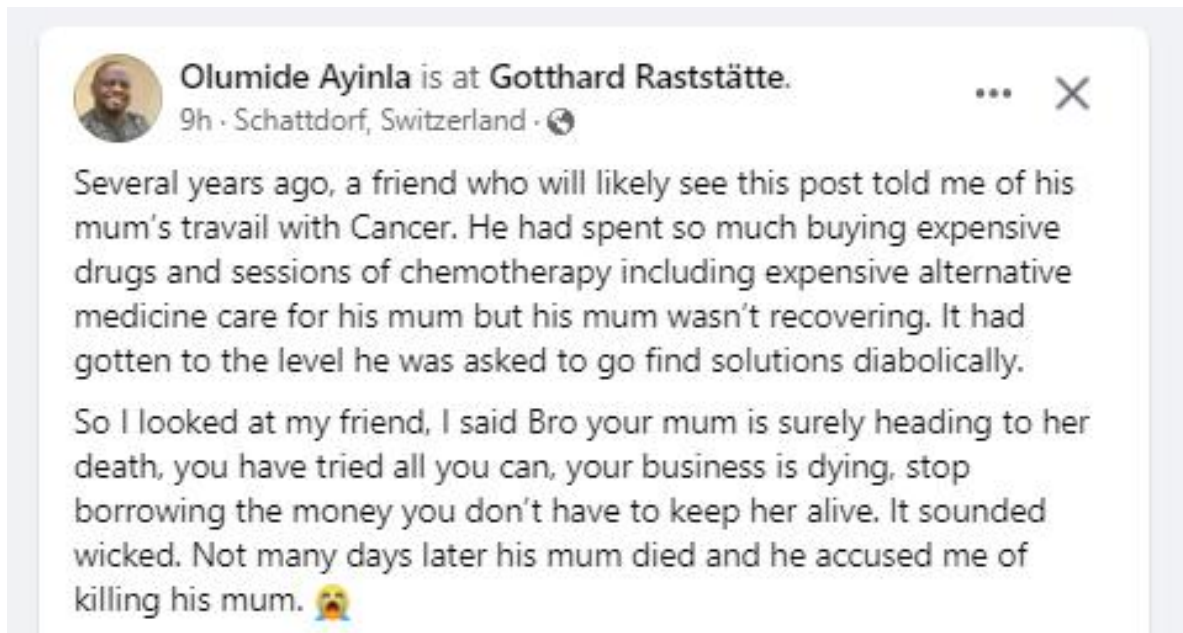 Olumide Ayinla is at Gotthard Raststätte.
9h · Schattdorf, Switzerland ·
Several years ago, a friend who will likely see this post told me of his
mum's travail with Cancer. He had spent so much buying expensive
drugs and sessions of chemotherapy including expensive alternative
medicine care for his mum but his mum wasn't recovering. It had
gotten to the level he was asked to go find solutions diabolically.
So I looked at my friend, I said Bro your mum is surely heading to her
death, you have tried all you can, your business is dying, stop
borrowing the money you don't have to keep her alive. It sounded
wicked. Not many days later his mum died and he accused me of
killing his mum. 😭